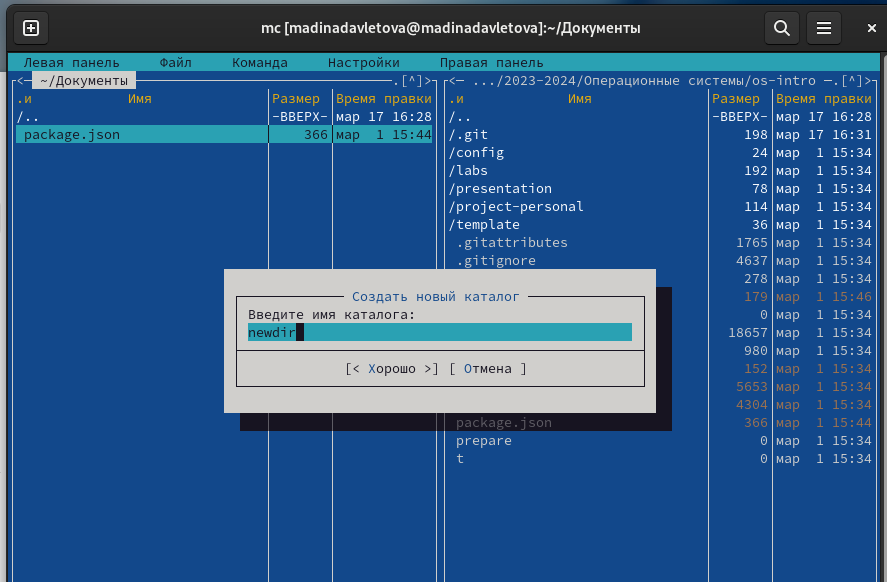 mc [madinadavletova@madinadavletova]:~/Документы
Левая панель Файл Команда Настройки Правая панель
<— ~/Документы .[^]>
.и Имя Размер Время правки
/.. -ВВЕРХ- мар 17 16:28
package.json 366 мар 1 15:44
<— .../2023-2024/Операционные системы/os-intro —.[^]>
.и Имя Размер Время правки
/.. -ВВЕРХ- мар 17 16:28
/.git 198 мар 17 16:31
/config 24 мар 1 15:34
/labs 192 мар 1 15:34
/presentation 78 мар 1 15:34
/project-personal 114 мар 1 15:34
/template 36 мар 1 15:34
.gitattributes 1765 мар 1 15:34
.gitignore 4637 мар 1 15:34
278 мар 1 15:34
179 мар 1 15:46
0 мар 1 15:34
18657 мар 1 15:34
980 мар 1 15:34
152 мар 1 15:34
5653 мар 1 15:34
4304 мар 1 15:34
package.json 366 мар 1 15:44
prepare 0 мар 1 15:34
t 0 мар 1 15:34
Создать новый каталог
Введите имя каталога:
newdir
[< Хорошо >] [ Отмена ]